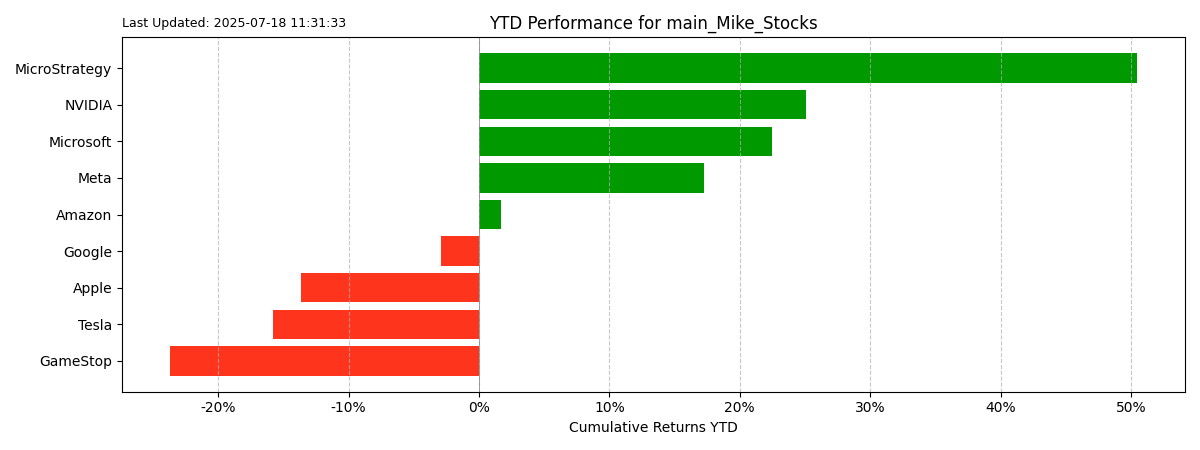 Last Updated: 2025-07-18 11:31:33
YTD Performance for main_Mike_Stocks
MicroStrategy
NVIDIA
Microsoft
Meta
Amazon
Google
Apple
Tesla
GameStop
-20% -10% 0% 10% 20% 30% 40% 50%
Cumulative Returns YTD